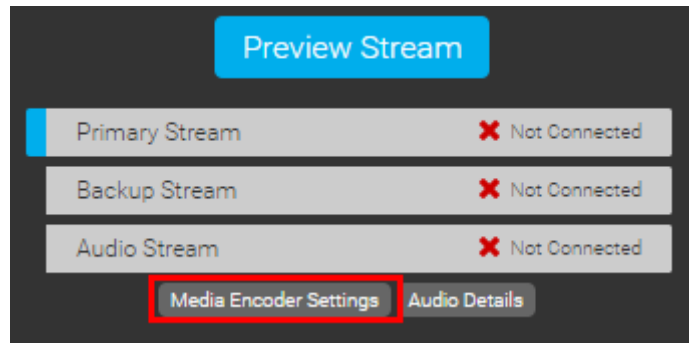 Preview Stream
Primary Stream Not Connected
Backup Stream Not Connected
Audio Stream Not Connected
Media Encoder Settings Audio Details